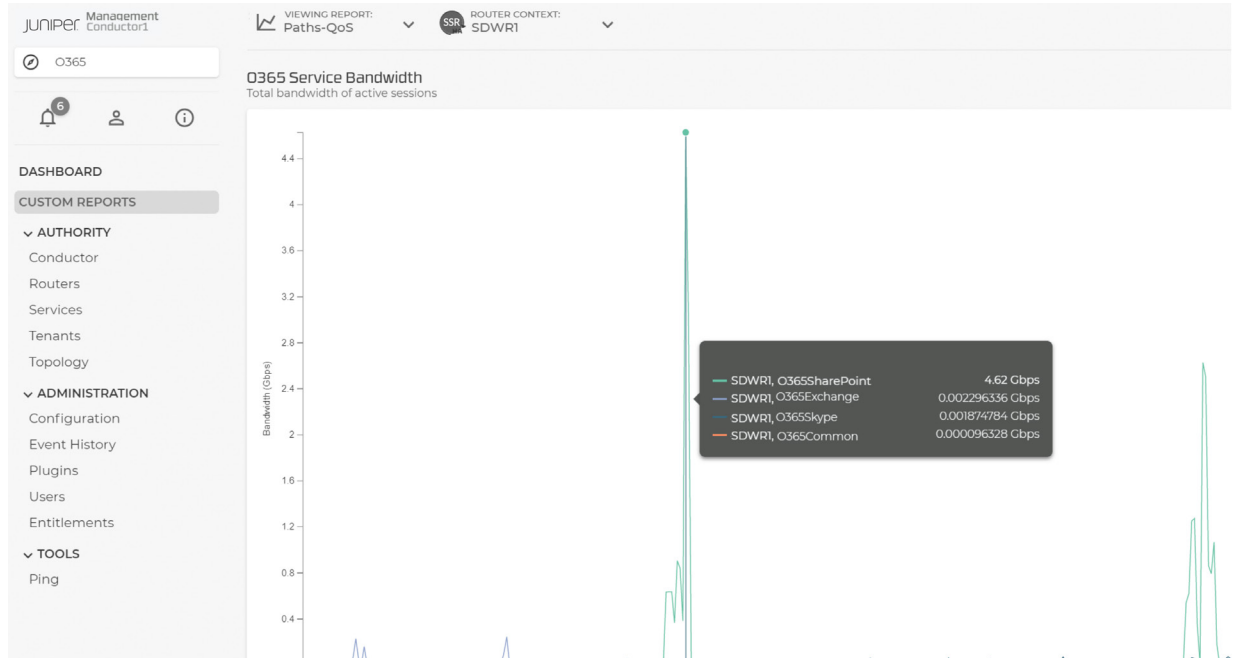 JUNIPEr Management
Conductor1
VIEWING REPORT:
Paths-QoS
SSR
ROUTER CONTEXT:
SDWR1
O365
6
DASHBOARD
CUSTOM REPORTS
AUTHORITY
Conductor
Routers
Services
Tenants
Topology
ADMINISTRATION
Configuration
Event History
Plugins
Users
Entitlements
TOOLS
Ping
O365 Service Bandwidth
Total bandwidth of active sessions
Bandwidth (Gbps)
4.4
4
3.6
3.2
2.8
2.4
2
1.6
1.2
0.8
0.4
SDWR1, O365SharePoint 4.62 Gbps
SDWR1, O365Exchange 0.002296336 Gbps
SDWR1, O365Skype 0.001874784 Gbps
SDWR1, O365Common 0.000096328 Gbps